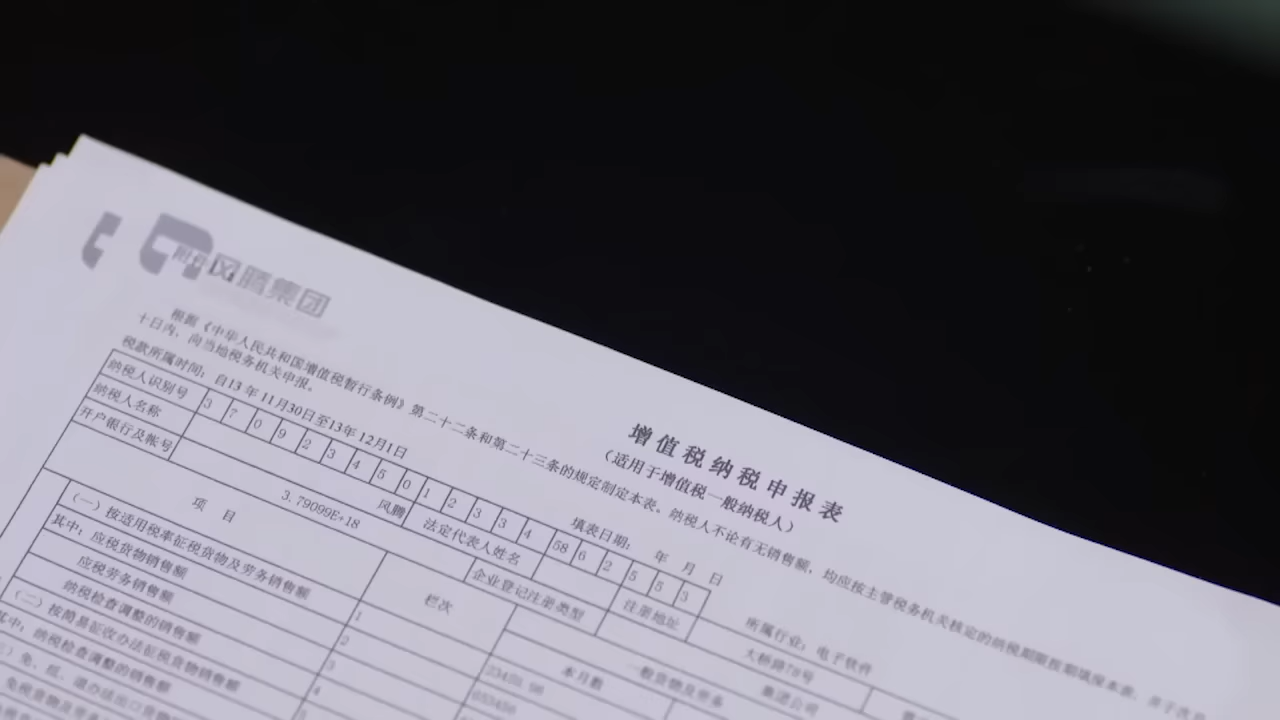 风腾集团
增值税纳税申报表
（适用于增值税一般纳税人）
根据《中华人民共和国增值税暂行条例》第二十二条和第二十三条的规定制定本表。纳税人不论有无销售额，均应按主管税务机关核定的纳税期限按期填报本表，并于次月
十日内，向当地税务机关申报。
税款所属时间：自13年11月30日至13年12月1日 填表日期： 年 月 日
纳税人识别号 3 7 0 9 2 3 4 5 0 1 2 3 3 4 58 6 2 5 5 3 所属行业：电子软件
纳税人名称 风腾 法定代表人姓名 注册地址 大桥路78号
开户银行及帐号 3.79099E+18 企业登记注册类型
项 目 栏次 一般货物及劳务
本月数
（一）按适用税率征税货物及劳务销售额 1
其中：应税货物销售额 2
应税劳务销售额 3
纳税检查调整的销售额 4
（二）按简易征收办法征税货物销售额
其中：纳税检查调整的销售额